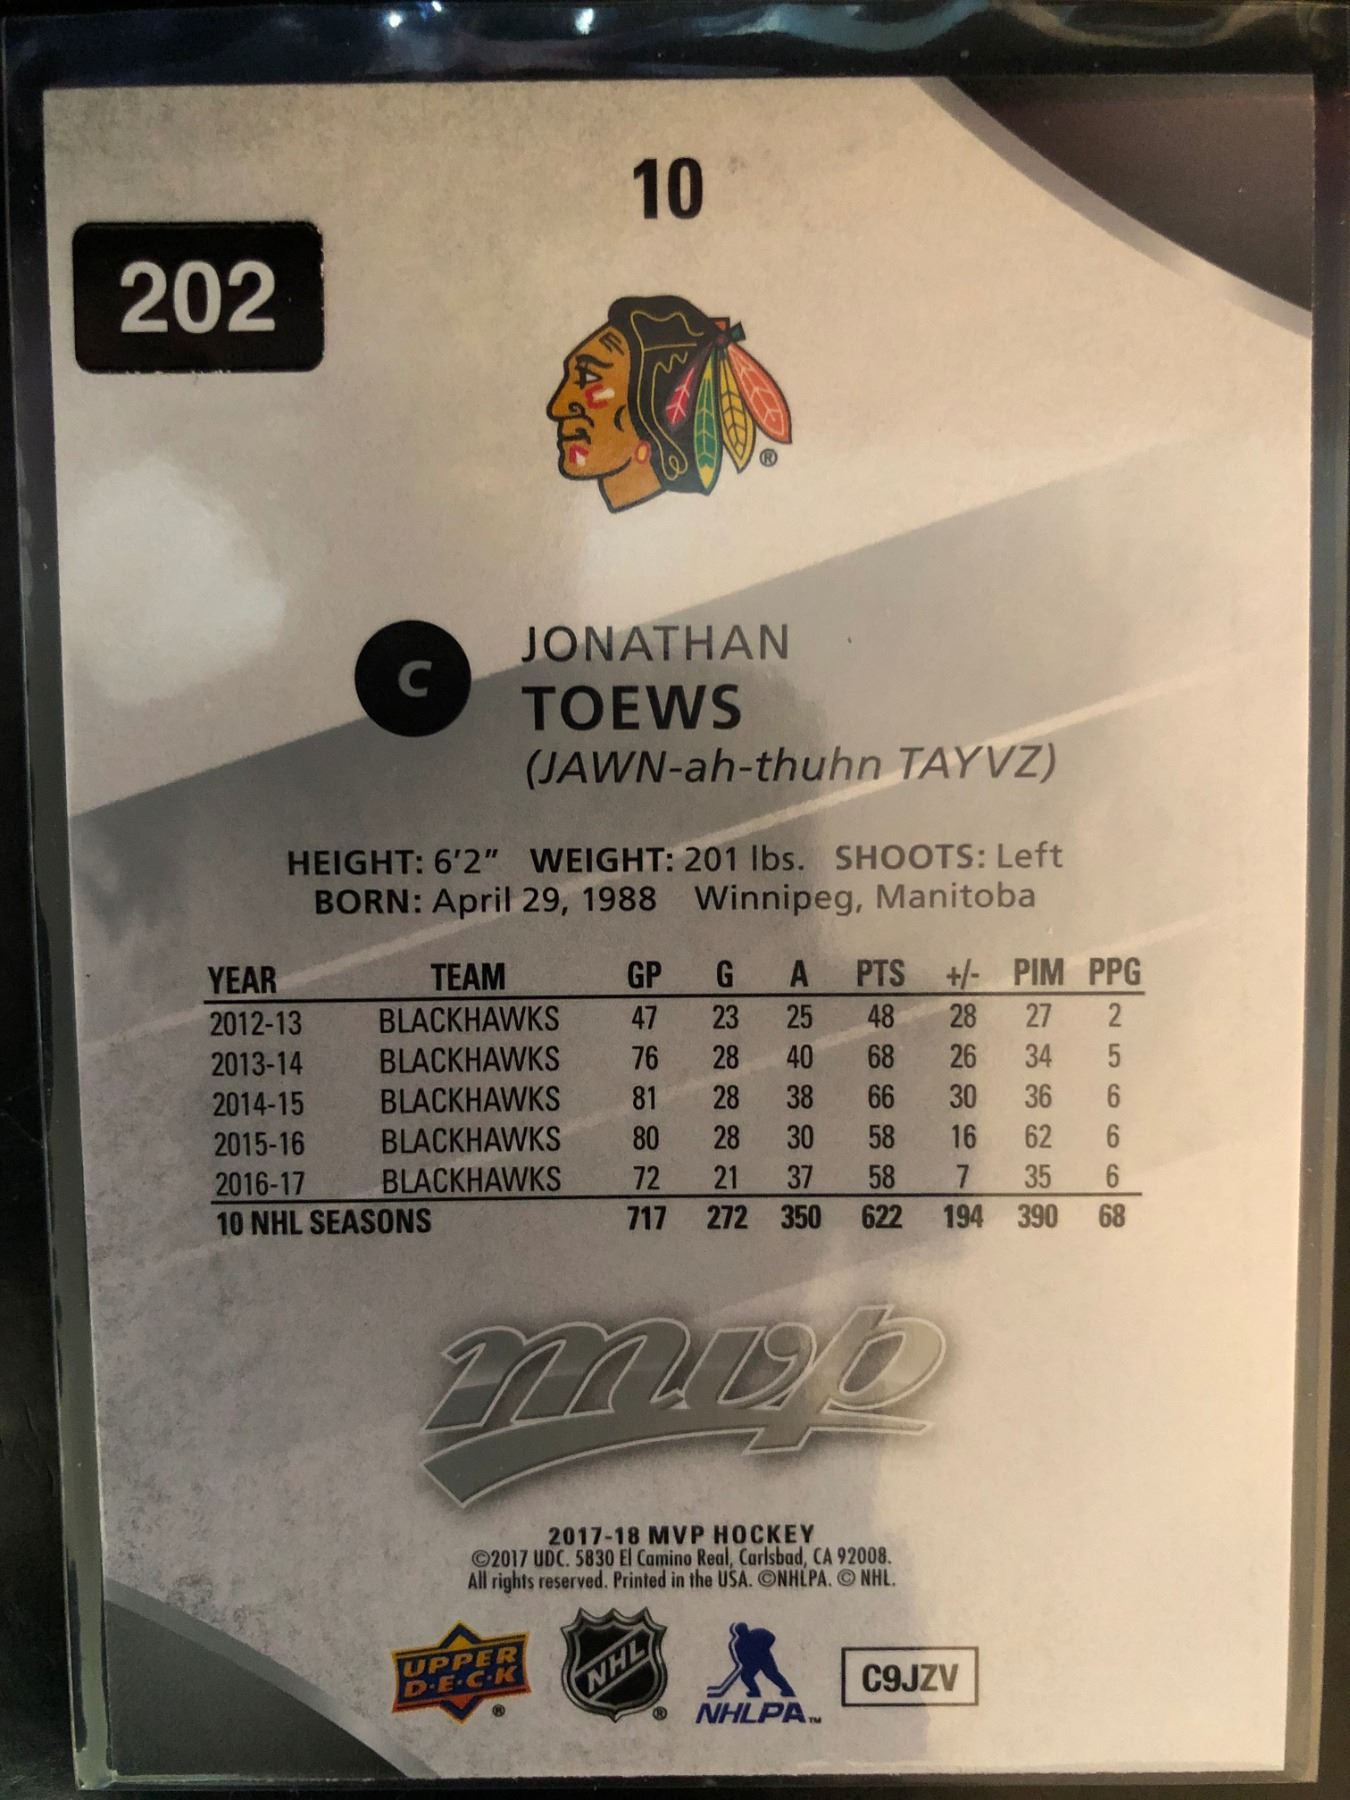 10
202
®
C
JONATHAN
TOEWS
(JAWN-ah-thuhn TAYVZ)
HEIGHT: 6'2" WEIGHT: 201 lbs. SHOOTS: Left
BORN: April 29, 1988 Winnipeg, Manitoba
YEAR TEAM GP G A PTS +/- PIM PPG
2012-13 BLACKHAWKS 47 23 25 48 28 27 2
2013-14 BLACKHAWKS 76 28 40 68 26 34 5
2014-15 BLACKHAWKS 81 28 38 66 30 36 6
2015-16 BLACKHAWKS 80 28 30 58 16 62 6
2016-17 BLACKHAWKS 72 21 37 58 7 35 6
10 NHL SEASONS 717 272 350 622 194 390 68
mvp
2017-18 MVP HOCKEY
©2017 UDC. 5830 El Camino Real, Carlsbad, CA 92008.
All rights reserved. Printed in the USA. ©NHLPA. © NHL.
UPPER
D·E·C·K ®
NHL ®
NHLPA™
C9JZV